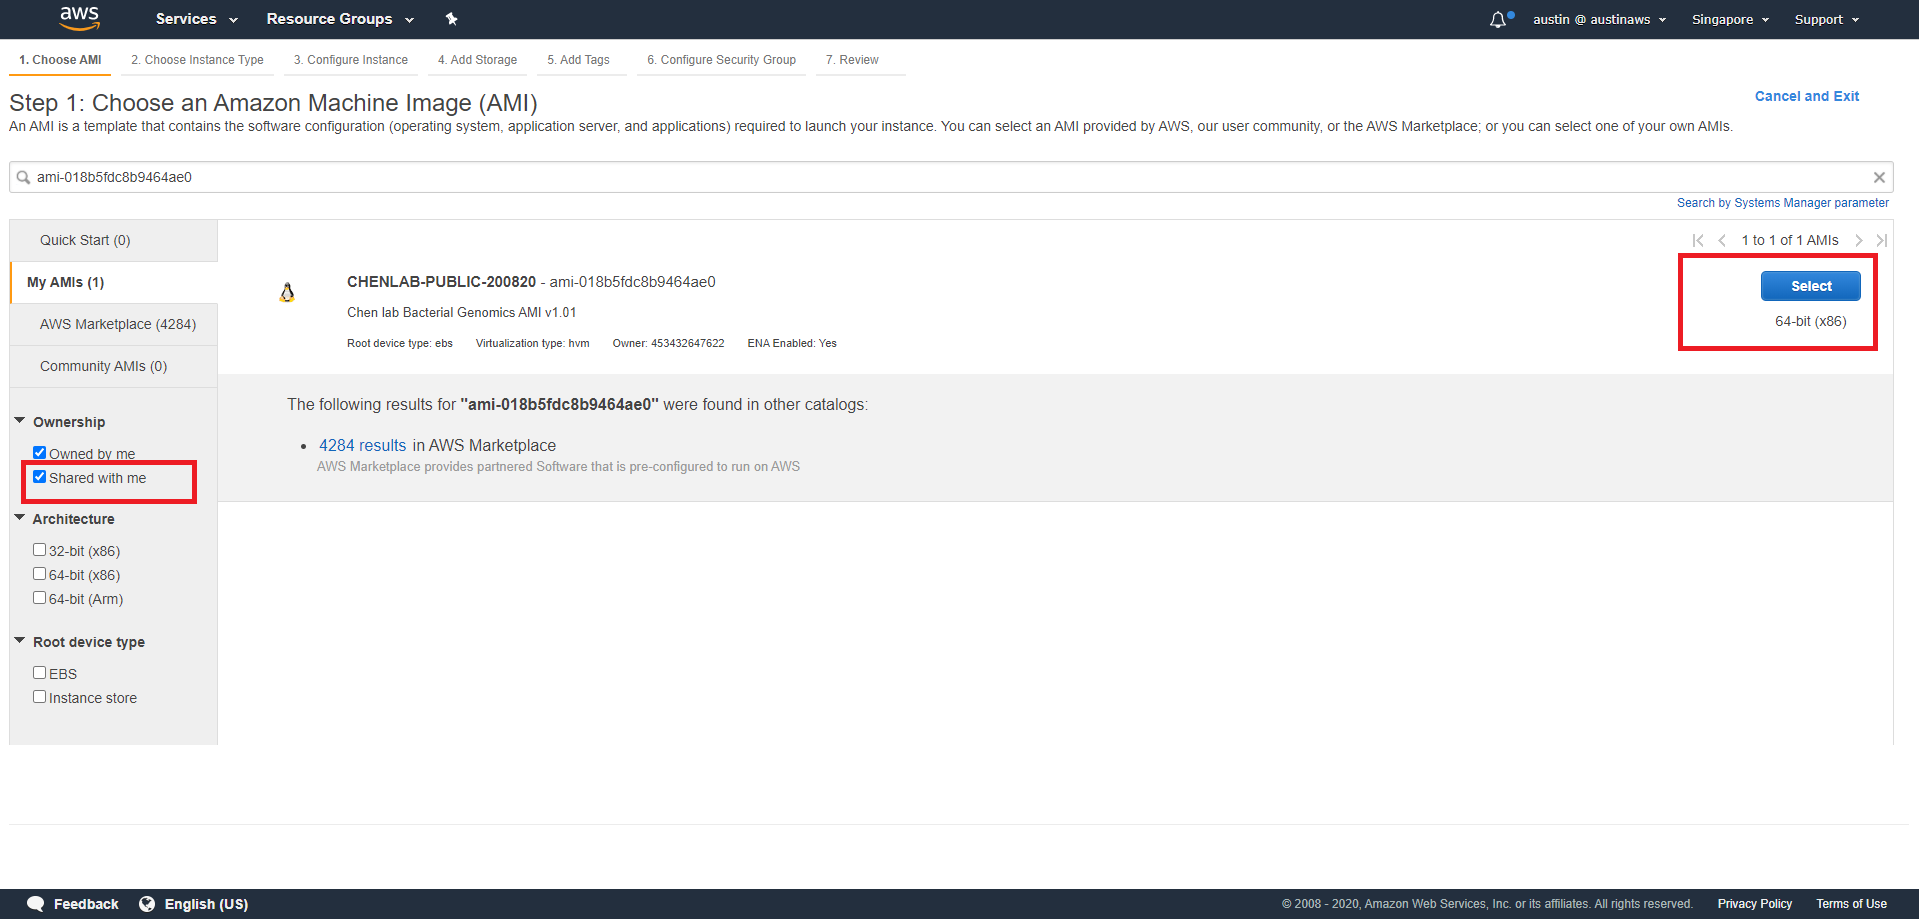 aws Services Resource Groups austin @ austinaws Singapore Support
1. Choose AMI 2. Choose Instance Type 3. Configure Instance 4. Add Storage 5. Add Tags 6. Configure Security Group 7. Review
Step 1: Choose an Amazon Machine Image (AMI)
Cancel and Exit
An AMI is a template that contains the software configuration (operating system, application server, and applications) required to launch your instance. You can select an AMI provided by AWS, our user community, or the AWS Marketplace; or you can select one of your own AMIs.
ami-018b5fdc8b9464ae0
Search by Systems Manager parameter
Quick Start (0)
My AMIs (1)
AWS Marketplace (4284)
Community AMIs (0)
Ownership
Owned by me
Shared with me
Architecture
32-bit (x86)
64-bit (x86)
64-bit (Arm)
Root device type
EBS
Instance store
1 to 1 of 1 AMIs
CHENLAB-PUBLIC-200820 - ami-018b5fdc8b9464ae0
Chen lab Bacterial Genomics AMI v1.01
Root device type: ebs Virtualization type: hvm Owner: 453432647622 ENA Enabled: Yes
Select
64-bit (x86)
The following results for "ami-018b5fdc8b9464ae0" were found in other catalogs:
• 4284 results in AWS Marketplace
AWS Marketplace provides partnered Software that is pre-configured to run on AWS
Feedback English (US) © 2008 - 2020, Amazon Web Services, Inc. or its affiliates. All rights reserved. Privacy Policy Terms of Use